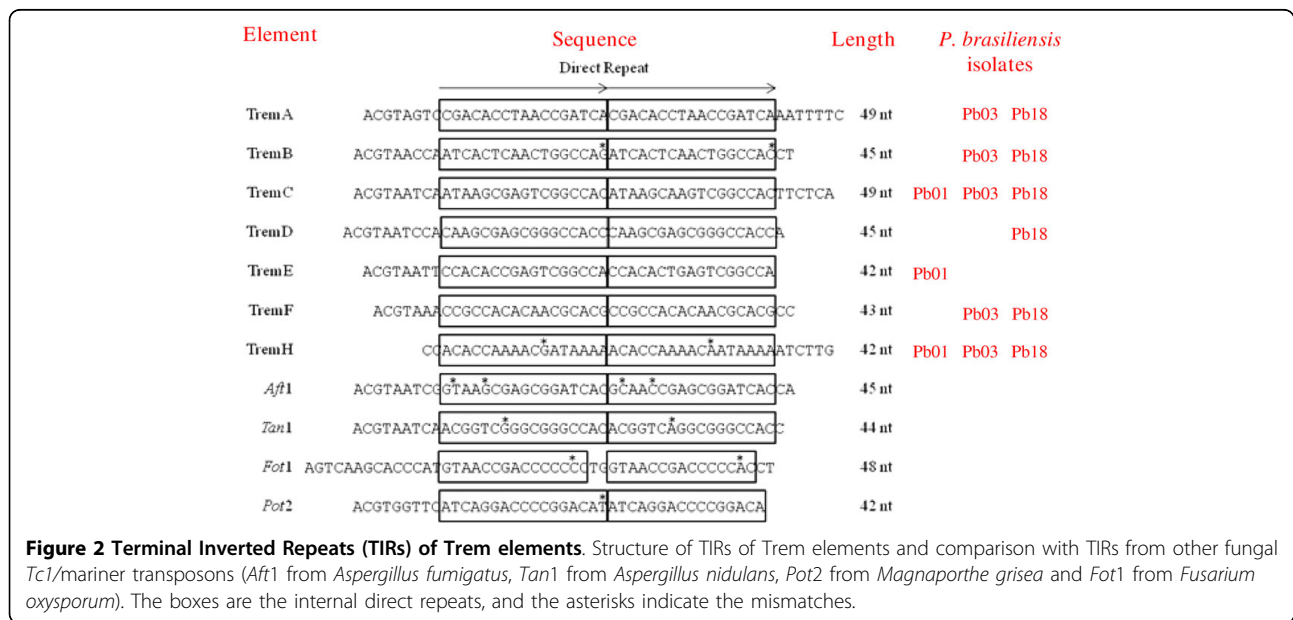 Element Sequence Length P. brasiliensis isolates
Direct Repeat
TremA ACGTAGTCCGACACCTAACCGATCACGACACCTAACCGATCAAATTTTC 49 nt Pb03 Pb18
* *
TremB ACGTAACCAATCACTCAACTGGCCAGATCACTCAACTGGCCACCT 45 nt Pb03 Pb18
TremC ACGTAATCAATAAGCGAGTCGGCCACATAAGCAAGTCGGCCACTTCTCA 49 nt Pb01 Pb03 Pb18
TremD ACGTAATCCACAAGCGAGCGGGCCACCCAAGCGAGCGGGCCACCA 45 nt Pb18
TremE ACGTAATTCCACACCGAGTCGGCCACCACACTGAGTCGGCCA 42 nt Pb01
TremF ACGTAAACCGCCACACAACGCACGCCGCCACACAACGCACGCC 43 nt Pb03 Pb18
* *
TremH CCACACCAAAACGATAAAAACACCAAAACAATAAAAATCTTG 42 nt Pb01 Pb03 Pb18
* * * *
Aft1 ACGTAATCGGTAAGCGAGCGGATCACGCAACCGAGCGGATCACCA 45 nt
* *
Tan1 ACGTAATCAACGGTCGGGCGGGCCACACGGTCAGGCGGGCCACC 44 nt
* *
Fot1 AGTCAAGCACCCATGTAACCGACCCCCCCTGGTAACCGACCCCCACCT 48 nt
*
Pot2 ACGTGGTTCATCAGGACCCCGGACATATCAGGACCCCGGACA 42 nt
Figure 2 Terminal Inverted Repeats (TIRs) of Trem elements. Structure of TIRs of Trem elements and comparison with TIRs from other fungal
Tc1/mariner transposons (Aft1 from Aspergillus fumigatus, Tan1 from Aspergillus nidulans, Pot2 from Magnaporthe grisea and Fot1 from Fusarium
oxysporum). The boxes are the internal direct repeats, and the asterisks indicate the mismatches.